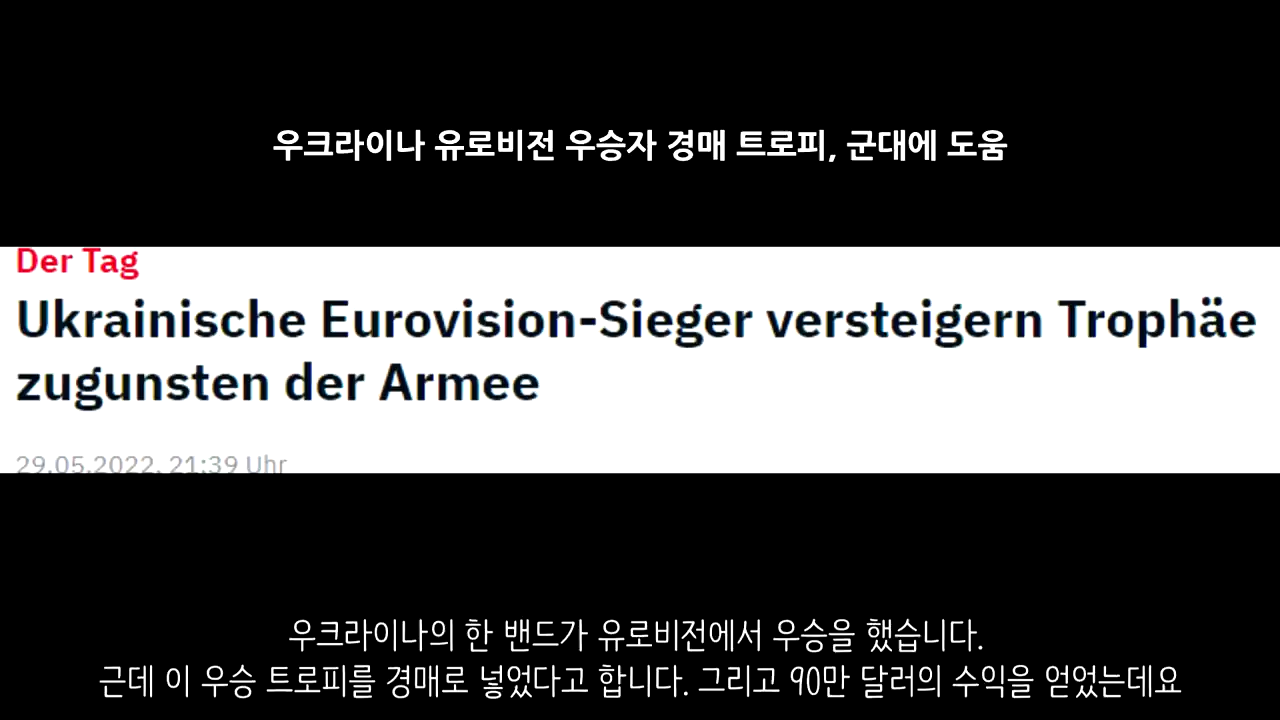 우크라이나 유로비전 우승자 경매 트로피, 군대에 도움
Der Tag
Ukrainische Eurovision-Sieger versteigern Trophäe
zugunsten der Armee
29.05.2022, 21:39 Uhr
우크라이나의 한 밴드가 유로비전에서 우승을 했습니다.
근데 이 우승 트로피를 경매로 넣었다고 합니다. 그리고 90만 달러의 수익을 얻었는데요